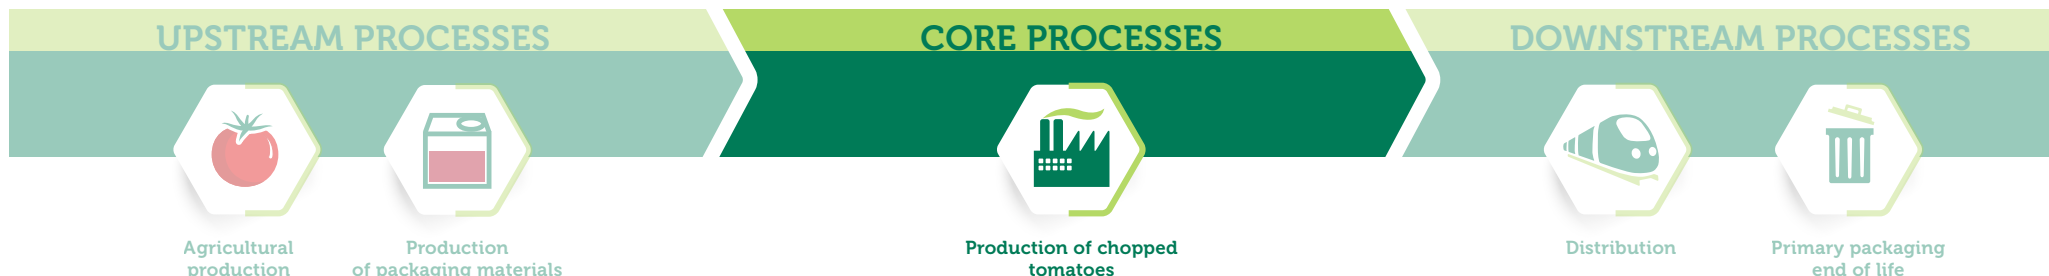 UPSTREAM PROCESSES
CORE PROCESSES
DOWNSTREAM PROCESSES
Agricultural
production
Production
of packaging materials
Production of chopped
tomatoes
Distribution
Primary packaging
end of life